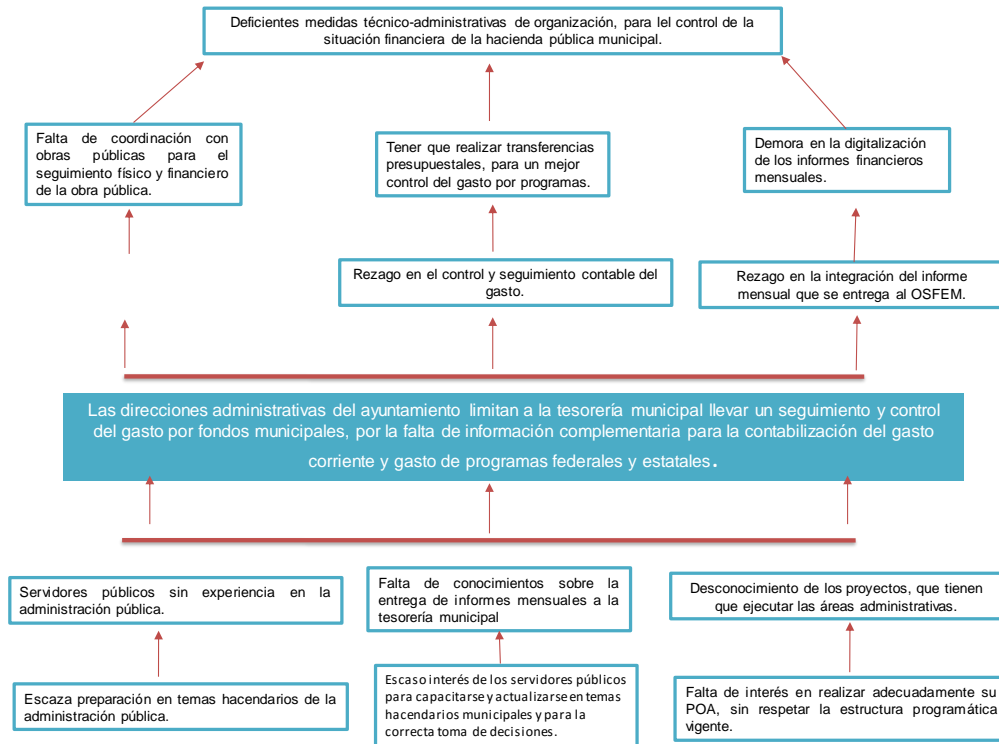 Deficientes medidas técnico-administrativas de organización, para lel control de la
situación financiera de la hacienda pública municipal.
Falta de coordinación con
obras públicas para el
seguimiento físico y financiero
de la obra pública.
Tener que realizar transferencias
presupuestales, para un mejor
control del gasto por programas.
Demora en la digitalización
de los informes financieros
mensuales.
Rezago en el control y seguimiento contable del
gasto.
Rezago en la integración del informe
mensual que se entrega al OSFEM.
Las direcciones administrativas del ayuntamiento limitan a la tesorería municipal llevar un seguimiento y control
del gasto por fondos municipales, por la falta de información complementaria para la contabilización del gasto
corriente y gasto de programas federales y estatales.
Servidores públicos sin experiencia en la
administración pública.
Falta de conocimientos sobre la
entrega de informes mensuales a la
tesorería municipal
Desconocimiento de los proyectos, que tienen
que ejecutar las áreas administrativas.
Escaza preparación en temas hacendarios de la
administración pública.
Escaso interés de los servidores públicos
para capacitarse y actualizarse en temas
hacendarios municipales y para la
correcta toma de decisiones.
Falta de interés en realizar adecuadamente su
POA, sin respetar la estructura programática
vigente.